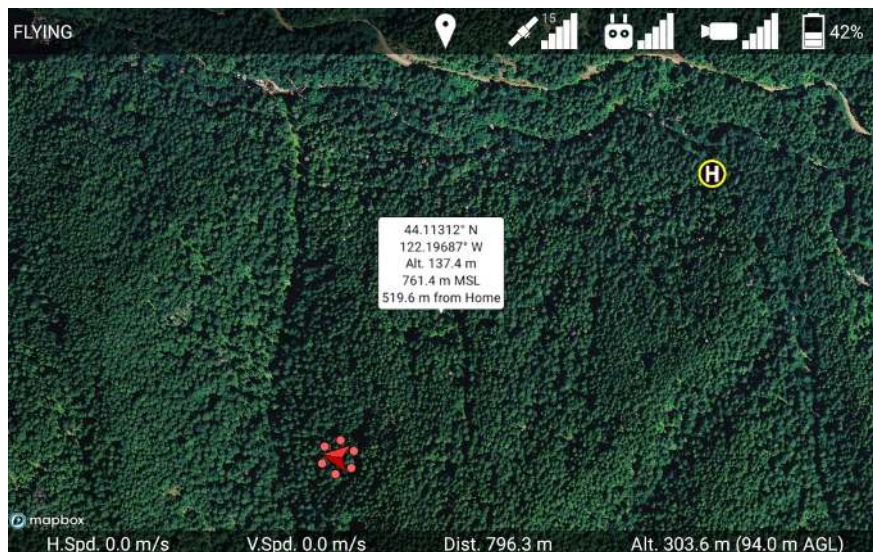 FLYING
15
42%
H
44.11312° N
122.19687° W
Alt. 137.4 m
761.4 m MSL
519.6 m from Home
mapbox
H.Spd. 0.0 m/s V.Spd. 0.0 m/s Dist. 796.3 m Alt. 303.6 m (94.0 m AGL)